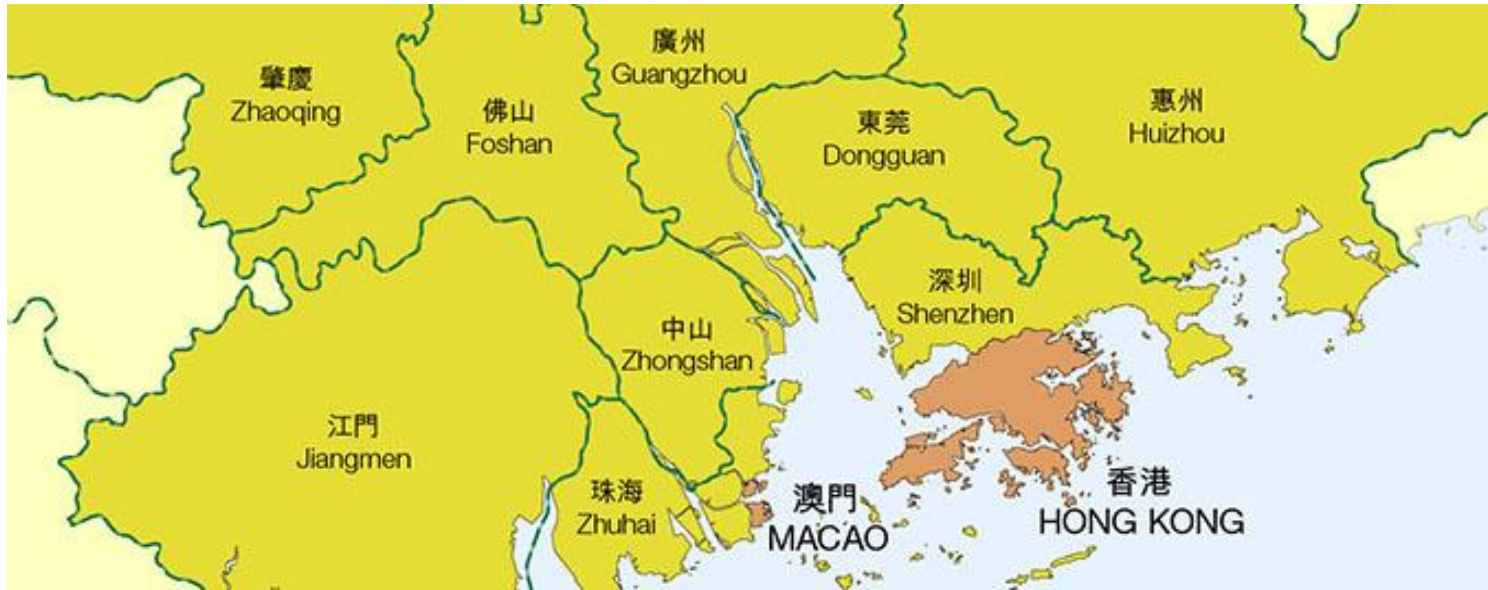 肇慶
Zhaoqing
佛山
Foshan
廣州
Guangzhou
東莞
Dongguan
惠州
Huizhou
深圳
Shenzhen
中山
Zhongshan
江門
Jiangmen
珠海
Zhuhai
澳門
MACAO
香港
HONG KONG